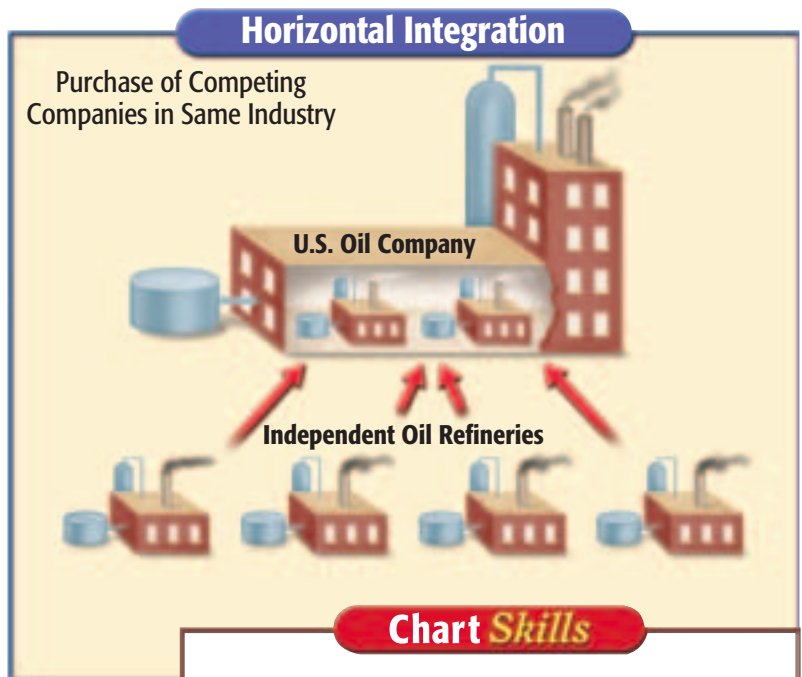 Horizontal Integration
Purchase of Competing
Companies in Same Industry
U.S. Oil Company
Independent Oil Refineries
Chart Skills